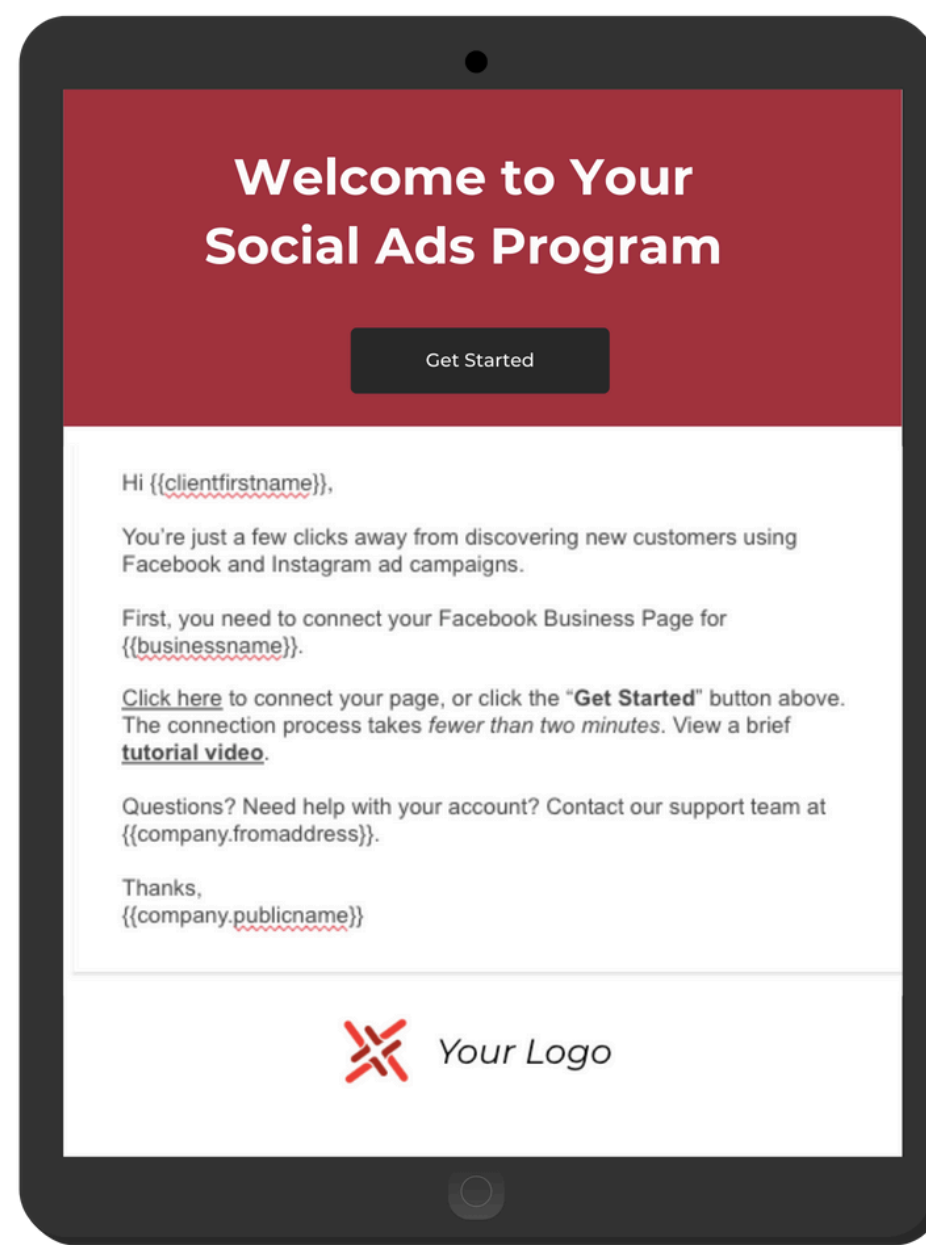 Welcome to Your
Social Ads Program
Get Started
Hi {{clientfirstname}},
You're just a few clicks away from discovering new customers using
Facebook and Instagram ad campaigns.
First, you need to connect your Facebook Business Page for
{{businessname}}.
Click here to connect your page, or click the “Get Started” button above.
The connection process takes fewer than two minutes. View a brief
tutorial video.
Questions? Need help with your account? Contact our support team at
{{company.fromaddress}}.
Thanks,
{{company.publicname}}
Your Logo